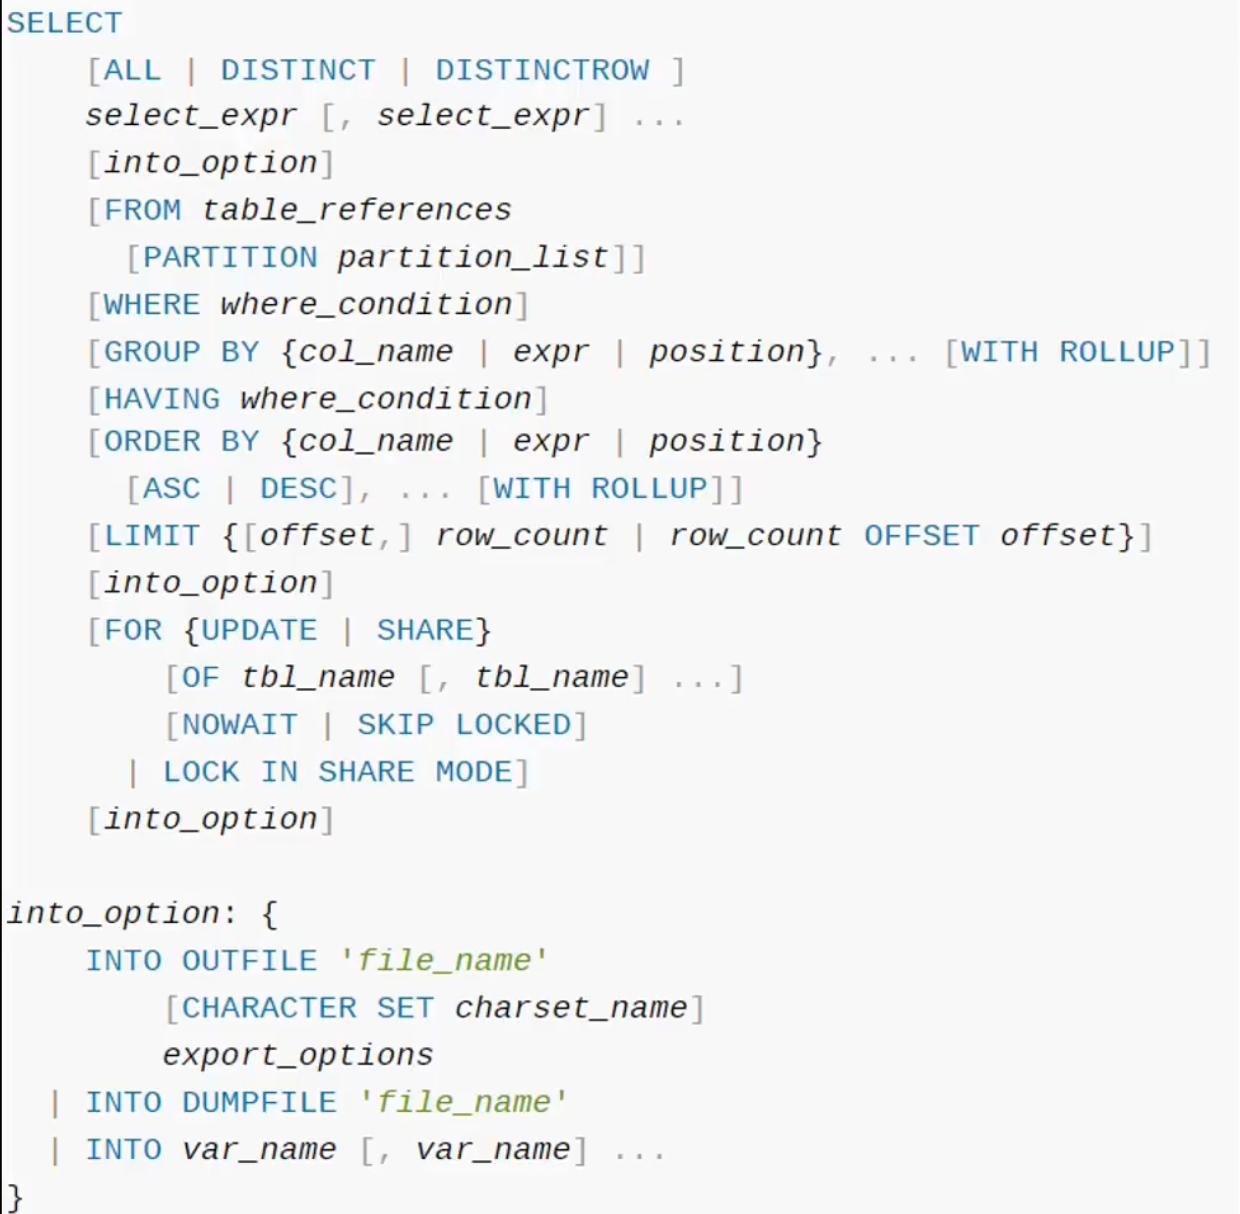 SELECT
[ALL | DISTINCT | DISTINCTROW ]
select_expr [, select_expr] ...
[into_option]
[FROM table_references
[PARTITION partition_list]]
[WHERE where_condition]
[GROUP BY {col_name | expr | position}, ... [WITH ROLLUP]]
[HAVING where_condition]
[ORDER BY {col_name | expr | position}
[ASC | DESC], ... [WITH ROLLUP]]
[LIMIT {[offset,] row_count | row_count OFFSET offset}]
[into_option]
[FOR {UPDATE | SHARE}
[OF tbl_name [, tbl_name] ...]
[NOWAIT | SKIP LOCKED]
| LOCK IN SHARE MODE]
[into_option]
into_option: {
INTO OUTFILE 'file_name'
[CHARACTER SET charset_name]
export_options
| INTO DUMPFILE 'file_name'
| INTO var_name [, var_name] ...
}